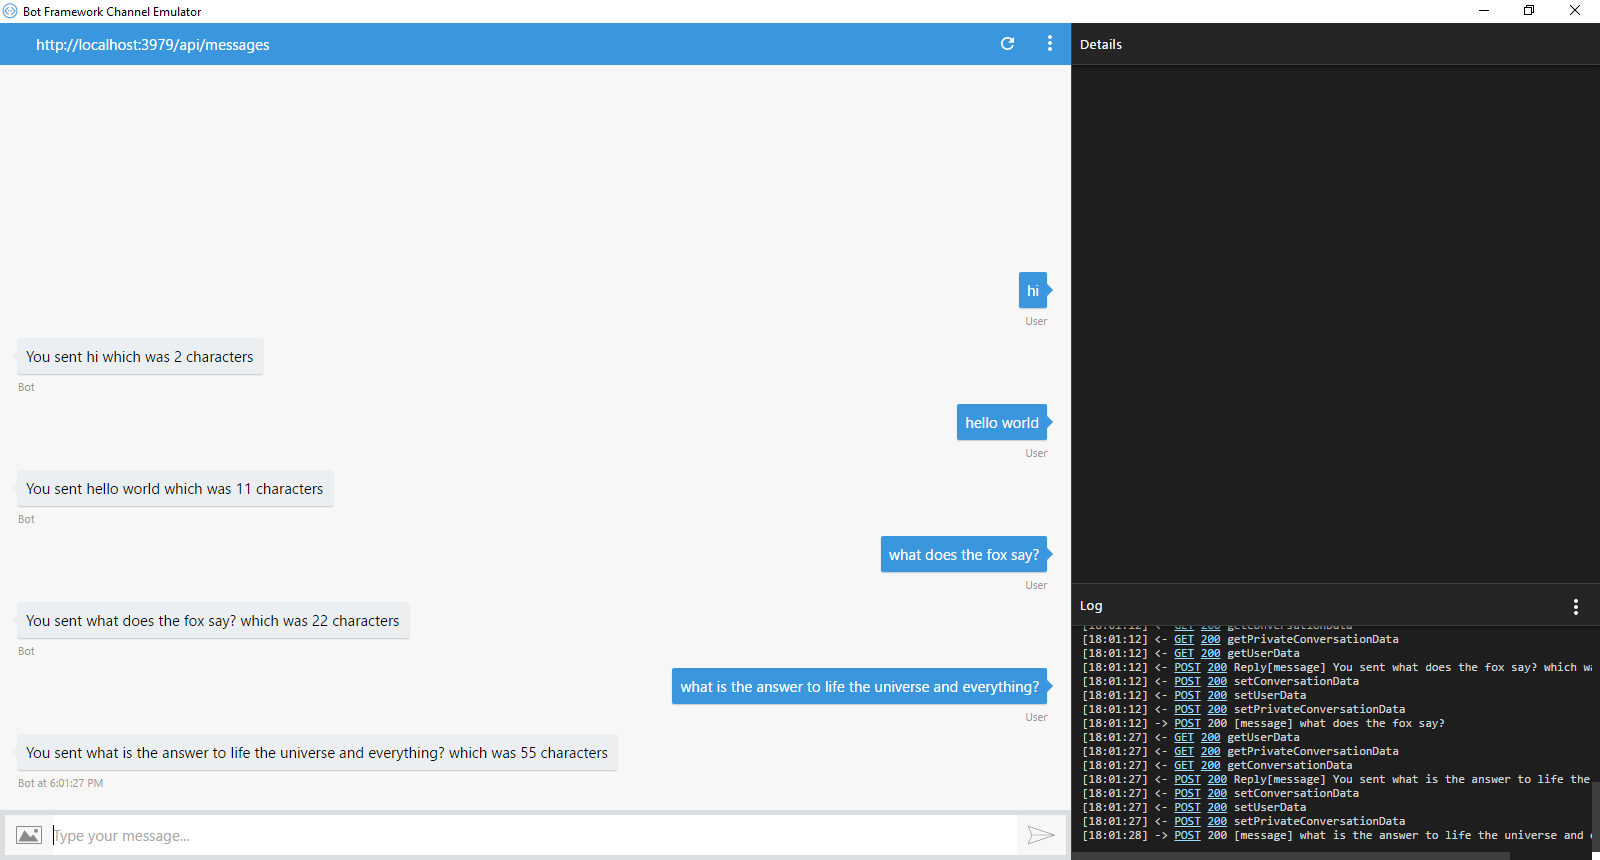 Bot Framework Channel Emulator
http://localhost:3979/api/messages
hi
User
You sent hi which was 2 characters
Bot
hello world
User
You sent hello world which was 11 characters
Bot
what does the fox say?
User
You sent what does the fox say? which was 22 characters
Bot
what is the answer to life the universe and everything?
User
You sent what is the answer to life the universe and everything? which was 55 characters
Bot at 6:01:27 PM
Type your message...
Details
Log
[18:01:12] <- GET 200 getConversationData
[18:01:12] <- GET 200 getPrivateConversationData
[18:01:12] <- GET 200 getUserData
[18:01:12] <- POST 200 Reply[message] You sent what does the fox say? which
[18:01:12] <- POST 200 setConversationData
[18:01:12] <- POST 200 setUserData
[18:01:12] <- POST 200 setPrivateConversationData
[18:01:12] -> POST 200 [message] what does the fox say?
[18:01:27] <- GET 200 getUserData
[18:01:27] <- GET 200 getPrivateConversationData
[18:01:27] <- GET 200 getConversationData
[18:01:27] <- POST 200 Reply[message] You sent what is the answer to life the
[18:01:27] <- POST 200 setConversationData
[18:01:27] <- POST 200 setUserData
[18:01:27] <- POST 200 setPrivateConversationData
[18:01:28] -> POST 200 [message] what is the answer to life the universe and